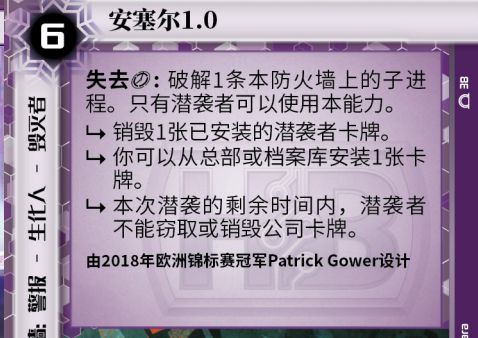 安塞尔1.0
6
失去: 破解1条本防火墙上的子进
程。只有潜袭者可以使用本能力。
↳ 销毁1张已安装的潜袭者卡牌。
↳ 你可以从总部或档案库安装1张卡
牌。
↳ 本次潜袭的剩余时间内，潜袭者
不能窃取或销毁公司卡牌。
由2018年欧洲锦标赛冠军Patrick Gower设计
墙: 警报 - 生化人 - 毁灭者